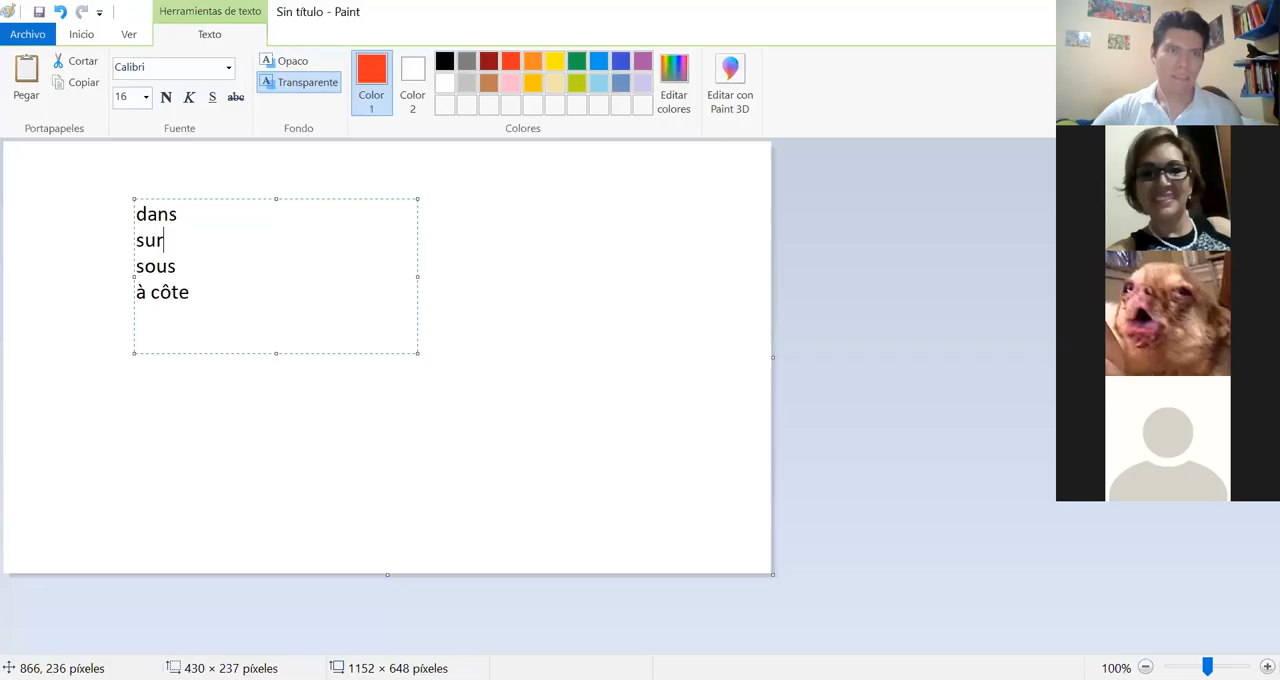 Herramientas de texto
Sin título - Paint
Archivo
Inicio
Ver
Texto
Pegar
Cortar
Copiar
Portapapeles
Calibri
16
N K S abc
Fuente
Opaco
Transparente
Fondo
Color 1
Color 2
Editar colores
Colores
Editar con Paint 3D
dans
sur
sous
à côte
866, 236 píxeles
430 × 237 píxeles
1152 × 648 píxeles
100%